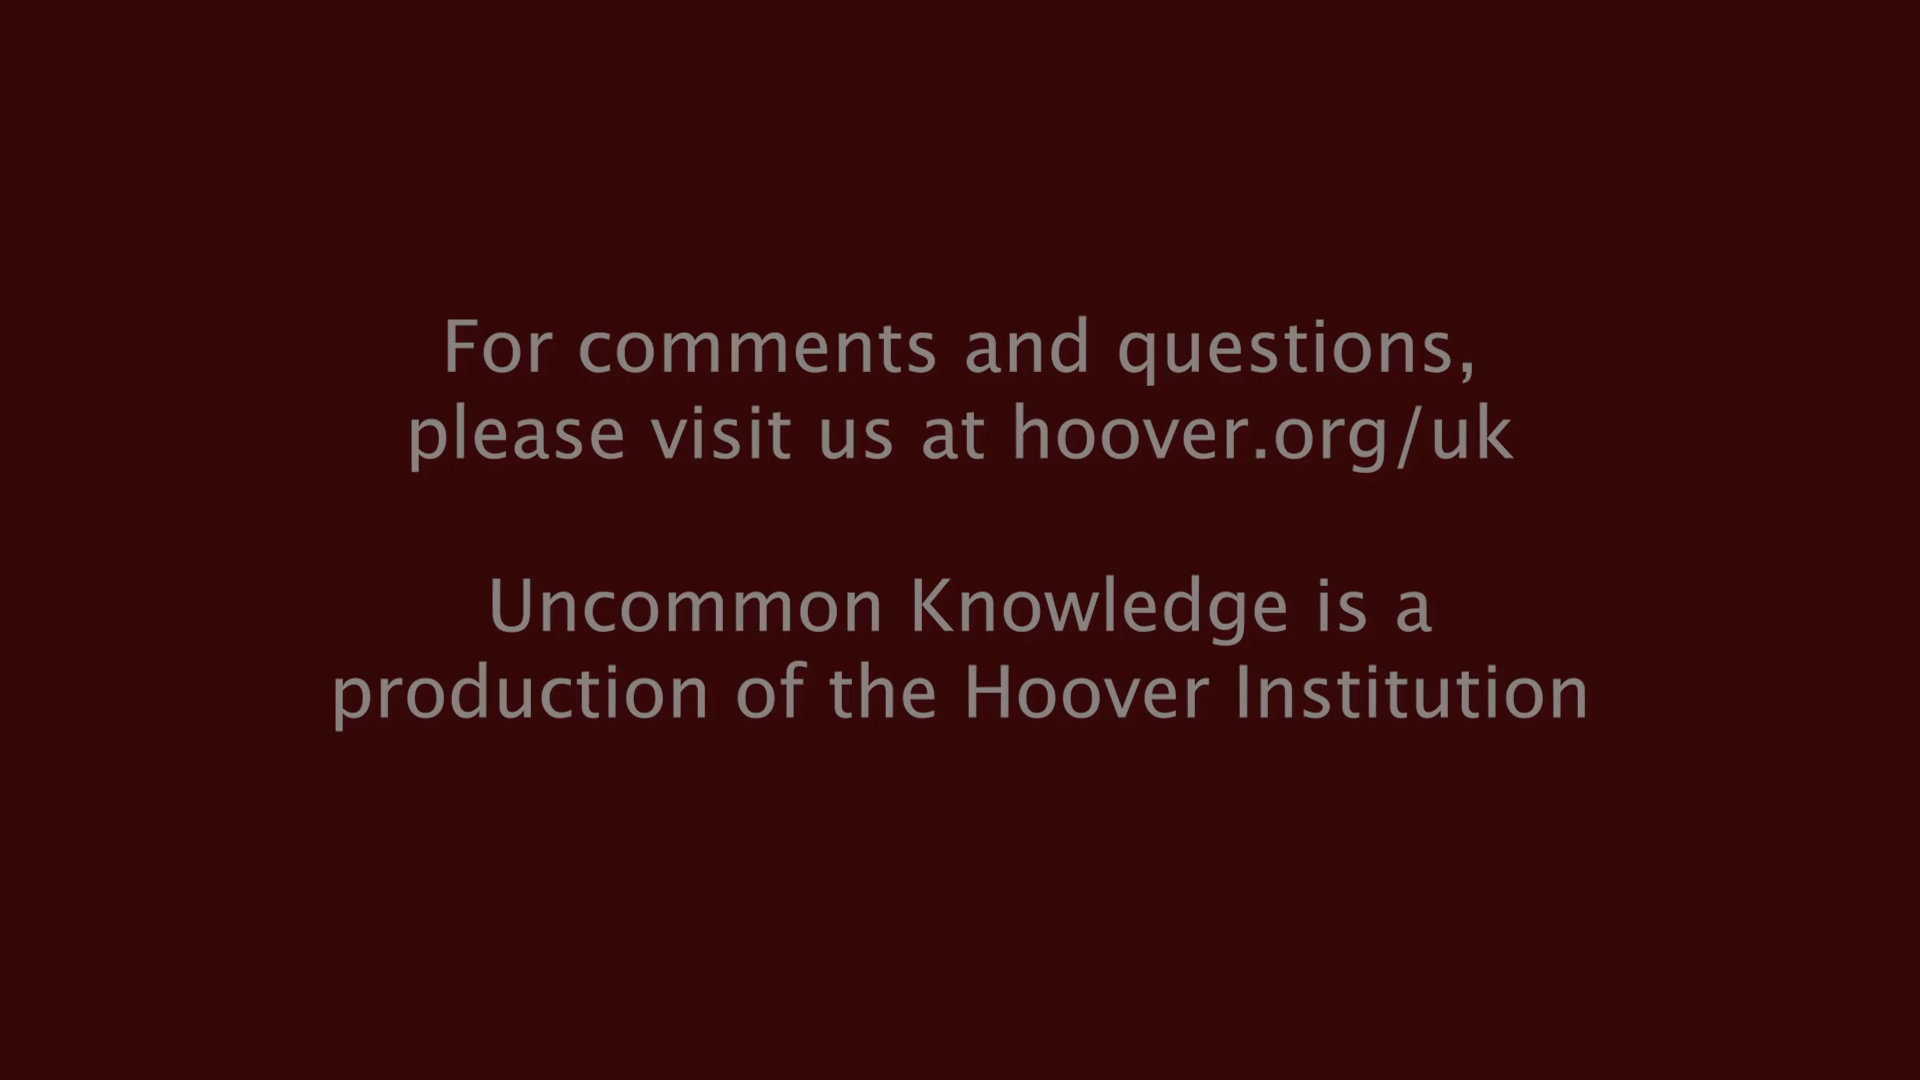 For comments and questions,
please visit us at hoover.org/uk
Uncommon Knowledge is a
production of the Hoover Institution